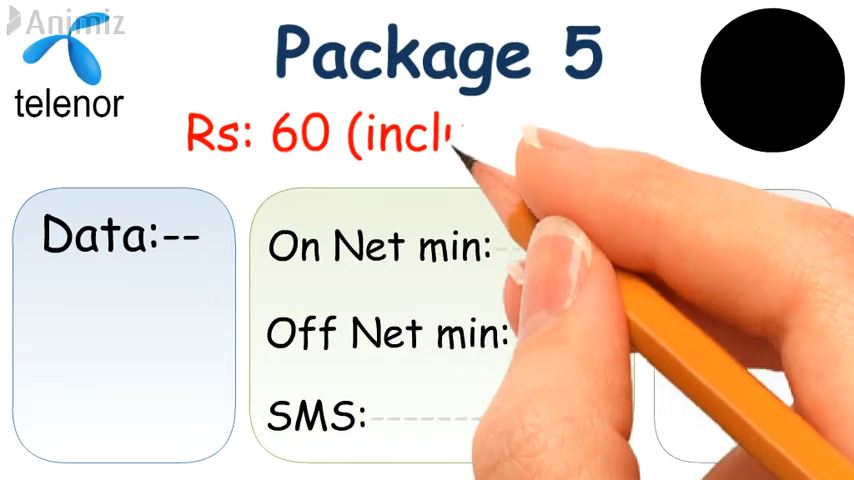 Animiz
telenor
Package 5
Rs: 60 (incl
Data:--
On Net min:
Off Net min:
SMS:------